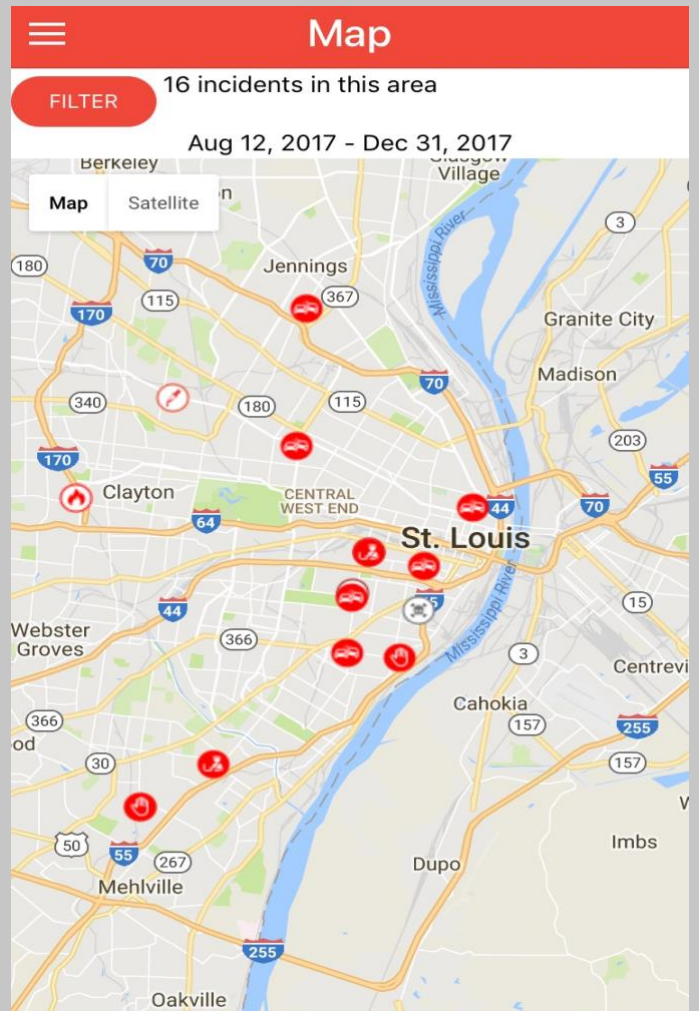 Map
FILTER
16 incidents in this area
Aug 12, 2017 - Dec 31, 2017
Berkeley
Glasgow
Village
Map
Satellite
Mississippi River
3
180
70
Jennings
367
115
170
Granite City
70
Madison
340
180
115
203
170
55
Clayton
CENTRAL
WEST END
44
70
64
St. Louis
44
15
Webster
Groves
366
Mississippi River
3
Centrevi
Cahokia
366
157
255
od
30
157
50
55
267
Imbs
Dupo
Mehlville
255
Oakville